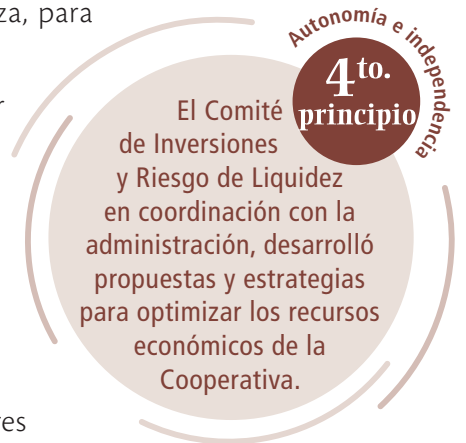 za, para
Autonomía e independencia
4to.
principio
El Comité
de Inversiones
y Riesgo de Liquidez
en coordinación con la
administración, desarrolló
propuestas y estrategias
para optimizar los recursos
económicos de la
Cooperativa.
res